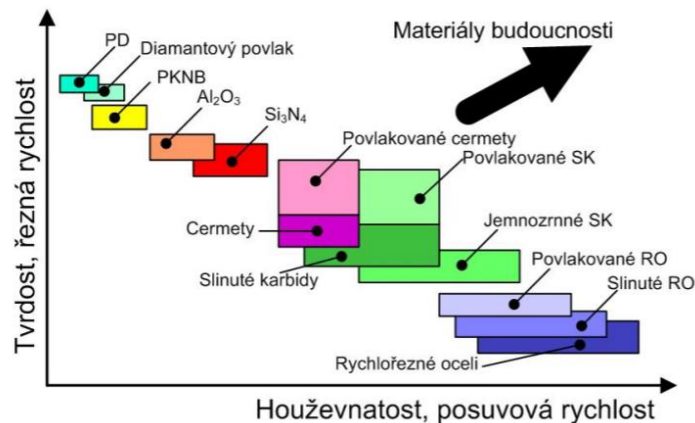 Materiály budoucnosti
PD
Diamantový povlak
PKNB
Al₂O₃
Si₃N₄
Povlakované cermety
Povlakované SK
Cermety
Jemnozrnné SK
Slinuté karbidy
Povlakované RO
Slinuté RO
Rychlořezné oceli
Tvrdost, řezná rychlost
Houževnatost, posuvová rychlost